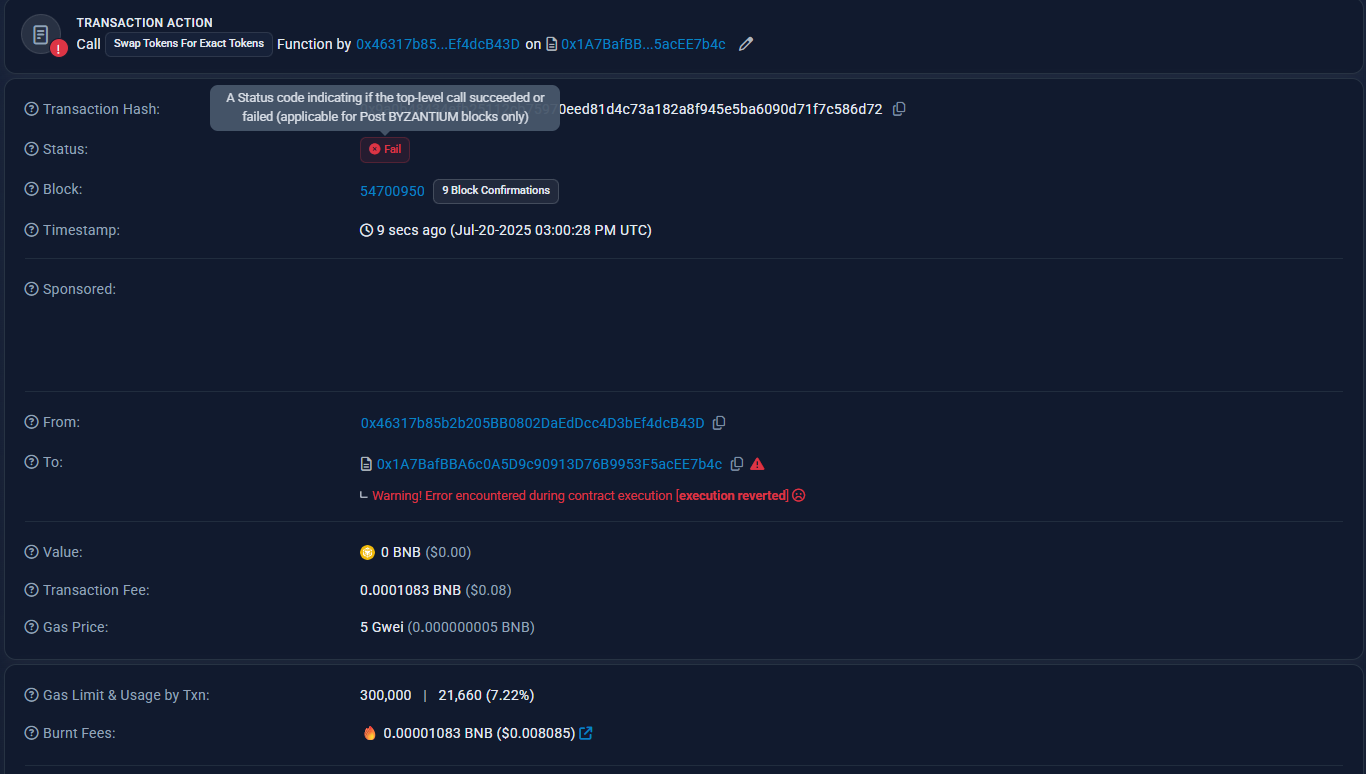 TRANSACTION ACTION
Call Swap Tokens For Exact Tokens Function by 0x46317b85...Ef4dcB43D on 0x1A7BafBB...5acEE7b4c
Transaction Hash: 0eed81d4c73a182a8f945e5ba6090d71f7c586d72
A Status code indicating if the top-level call succeeded or
failed (applicable for Post BYZANTIUM blocks only)
Status: Fail
Block: 54700950 9 Block Confirmations
Timestamp: 9 secs ago (Jul-20-2025 03:00:28 PM UTC)
Sponsored:
From: 0x46317b85b2b205BB0802DaEdDcc4D3bEf4dcB43D
To: 0x1A7BafBBA6c0A5D9c90913D76B9953F5acEE7b4c
Warning! Error encountered during contract execution [execution reverted]
Value: 0 BNB ($0.00)
Transaction Fee: 0.0001083 BNB ($0.08)
Gas Price: 5 Gwei (0.000000005 BNB)
Gas Limit & Usage by Txn: 300,000 | 21,660 (7.22%)
Burnt Fees: 0.00001083 BNB ($0.008085)